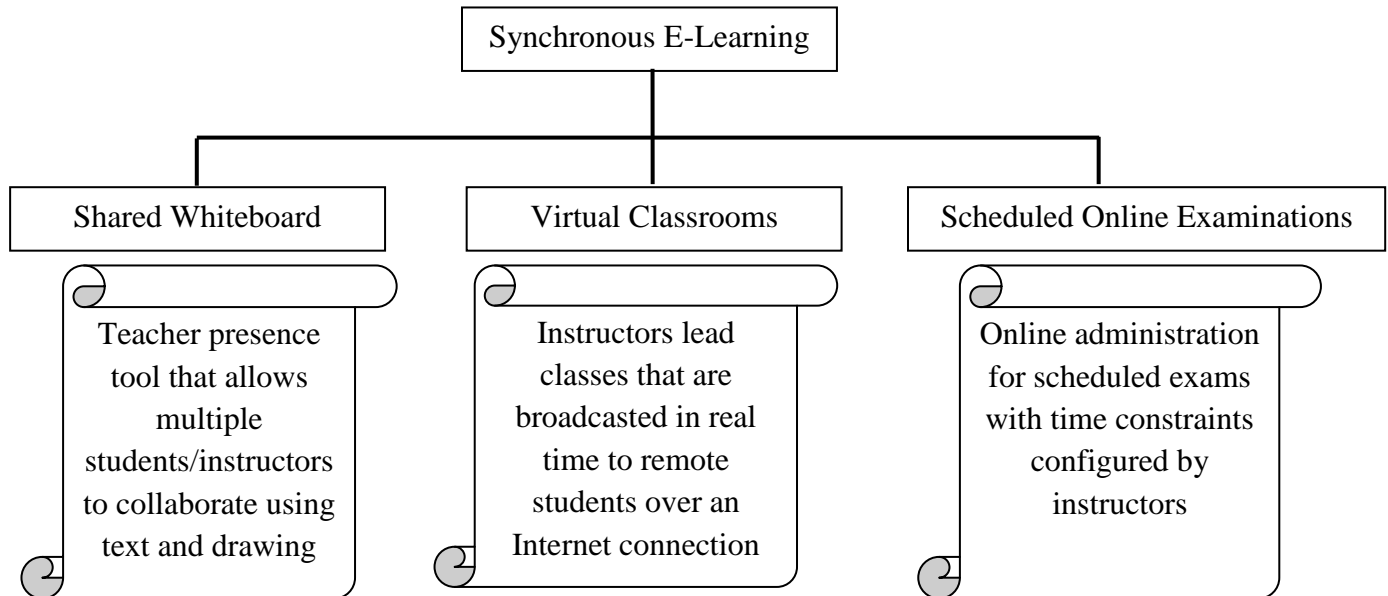 Synchronous E-Learning
Shared Whiteboard
Virtual Classrooms
Scheduled Online Examinations
Teacher presence
tool that allows
multiple
students/instructors
to collaborate using
text and drawing
Instructors lead
classes that are
broadcasted in real
time to remote
students over an
Internet connection
Online administration
for scheduled exams
with time constraints
configured by
instructors